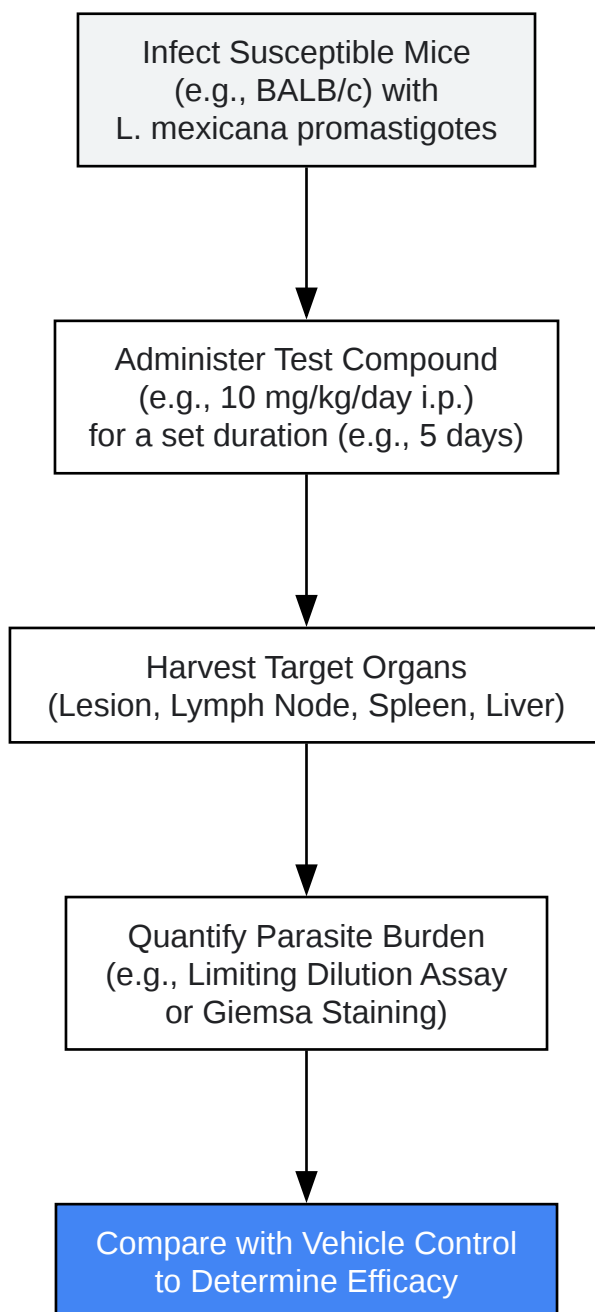 Infect Susceptible Mice
(e.g., BALB/c) with
L. mexicana promastigotes
Administer Test Compound
(e.g., 10 mg/kg/day i.p.)
for a set duration (e.g., 5 days)
Harvest Target Organs
(Lesion, Lymph Node, Spleen, Liver)
Quantify Parasite Burden
(e.g., Limiting Dilution Assay
or Giemsa Staining)
Compare with Vehicle Control
to Determine Efficacy